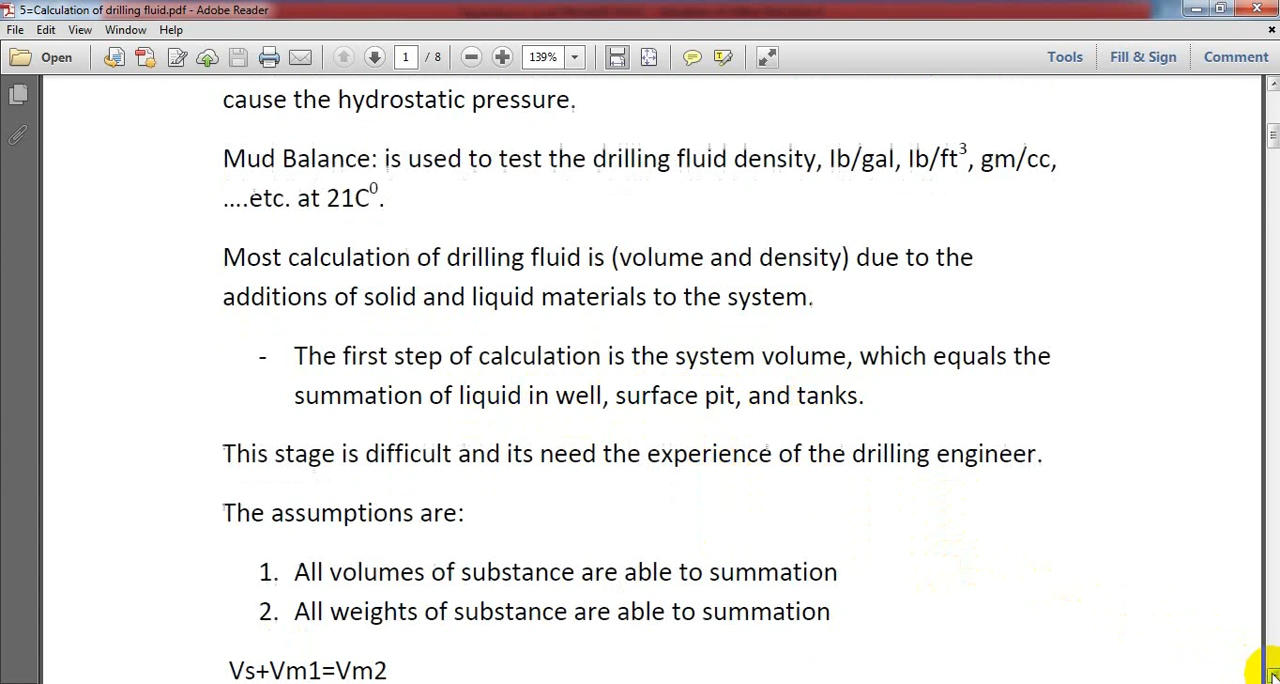 5=Calculation of drilling fluid.pdf - Adobe Reader
File Edit View Window Help
Open 1 / 8 139% Tools Fill & Sign Comment
cause the hydrostatic pressure.
Mud Balance: is used to test the drilling fluid density, Ib/gal, Ib/ft³, gm/cc,
....etc. at 21C⁰.
Most calculation of drilling fluid is (volume and density) due to the
additions of solid and liquid materials to the system.
- The first step of calculation is the system volume, which equals the
summation of liquid in well, surface pit, and tanks.
This stage is difficult and its need the experience of the drilling engineer.
The assumptions are:
1. All volumes of substance are able to summation
2. All weights of substance are able to summation
Vs+Vm1=Vm2